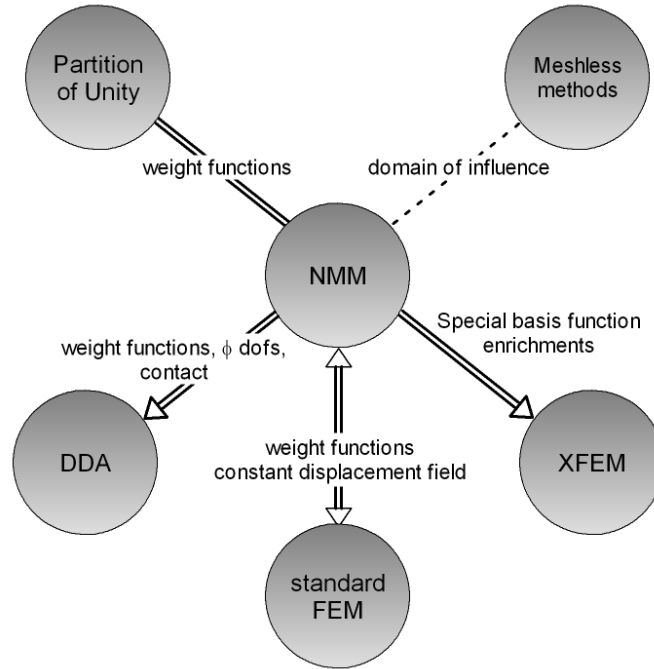 Partition
of Unity
Meshless
methods
weight functions
domain of influence
NMM
Special basis function
enrichments
weight functions, ϕ dofs,
contact
DDA
weight functions
constant displacement field
XFEM
standard
FEM